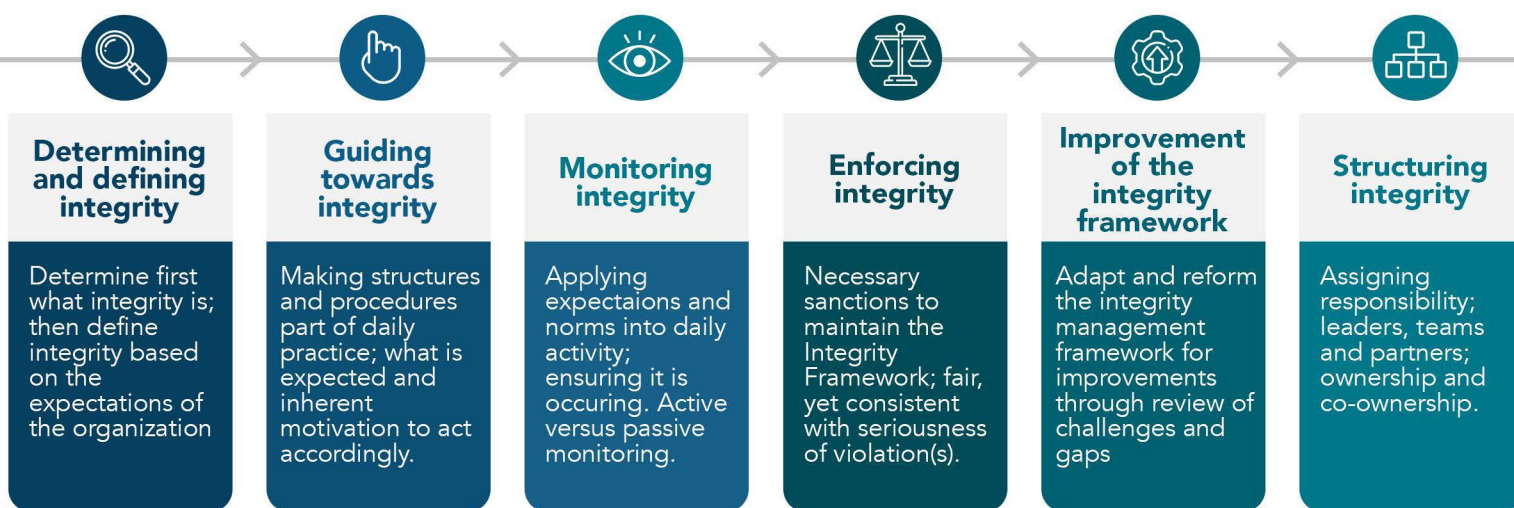 Determining
and defining
integrity
Determine first
what integrity is;
then define
integrity based
on the
expectations of
the organization
Guiding
towards
integrity
Making structures
and procedures
part of daily
practice; what is
expected and
inherent
motivation to act
accordingly.
Monitoring
integrity
Applying
expectaions and
norms into daily
activity;
ensuring it is
occuring. Active
versus passive
monitoring.
Enforcing
integrity
Necessary
sanctions to
maintain the
Integrity
Framework; fair,
yet consistent
with seriousness
of violation(s).
Improvement
of the
integrity
framework
Adapt and reform
the integrity
management
framework for
improvements
through review of
challenges and
gaps
Structuring
integrity
Assigning
responsibility;
leaders, teams
and partners;
ownership and
co-ownership.